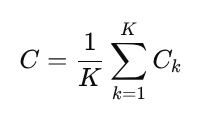 C = \frac{1}{K} \sum_{k=1}^{K} C_k